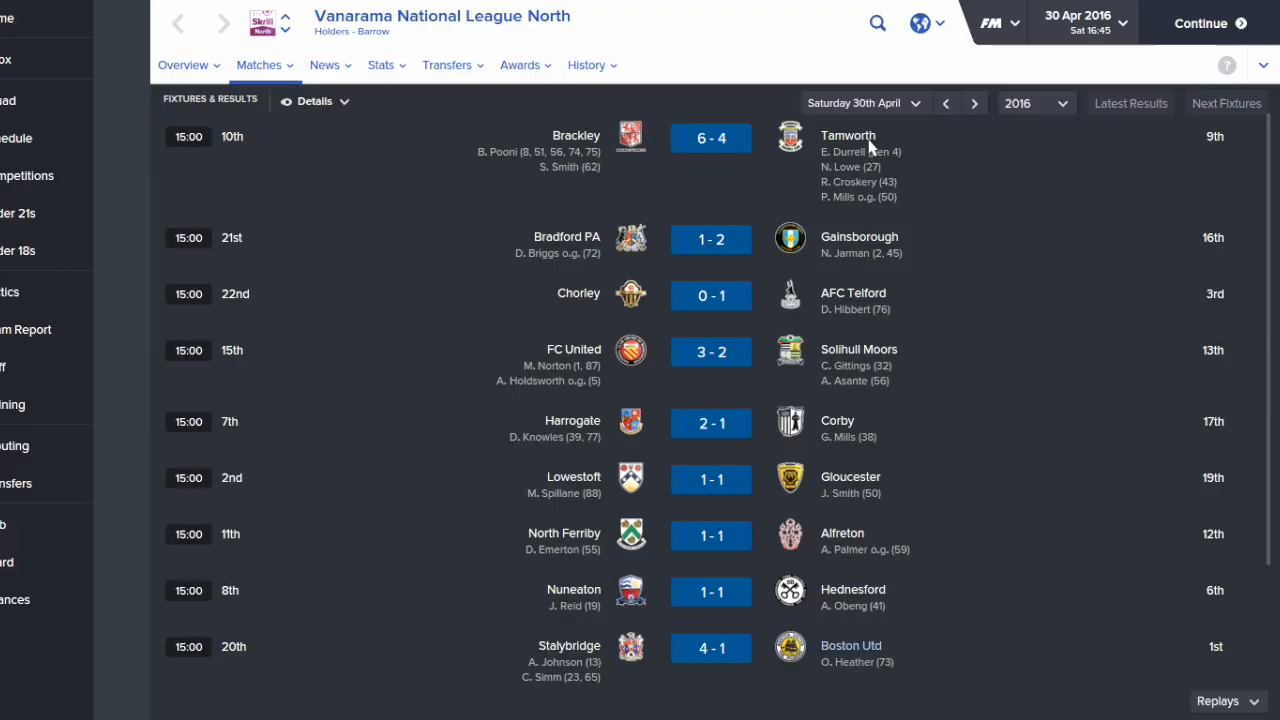 me
Vanarama National League North
Holders - Barrow
Skrill
North
FM
30 Apr 2016
Sat 16:45
Continue
ox
Overview
Matches
News
Stats
Transfers
Awards
History
?
FIXTURES & RESULTS
Details
Saturday 30th April
2016
Latest Results
Next Fixtures
uad
15:00 10th Brackley 6 - 4 Tamworth 9th
B. Pooni (8, 51, 56, 74, 75) E. Durrell en 4)
S. Smith (62) N. Lowe (27)
R. Croskery (43)
P. Mills o.g. (50)
hedule
mpetitions
der 21s
15:00 21st Bradford PA 1 - 2 Gainsborough 16th
D. Briggs o.g. (72) N. Jarman (2, 45)
der 18s
15:00 22nd Chorley 0 - 1 AFC Telford 3rd
D. Hibbert (76)
ctics
am Report
15:00 15th FC United 3 - 2 Solihull Moors 13th
M. Norton (1, 87) C. Gittings (32)
A. Holdsworth o.g. (5) A. Asante (56)
ff
ining
15:00 7th Harrogate 2 - 1 Corby 17th
D. Knowles (39, 77) G. Mills (38)
uting
nsfers
15:00 2nd Lowestoft 1 - 1 Gloucester 19th
M. Spillane (88) J. Smith (50)
b
15:00 11th North Ferriby 1 - 1 Alfreton 12th
D. Emerton (55) A. Palmer o.g. (59)
ard
ances
15:00 8th Nuneaton 1 - 1 Hednesford 6th
J. Reid (19) A. Obeng (41)
15:00 20th Stalybridge 4 - 1 Boston Utd 1st
A. Johnson (13) O. Heather (73)
C. Simm (23, 65)
Replays